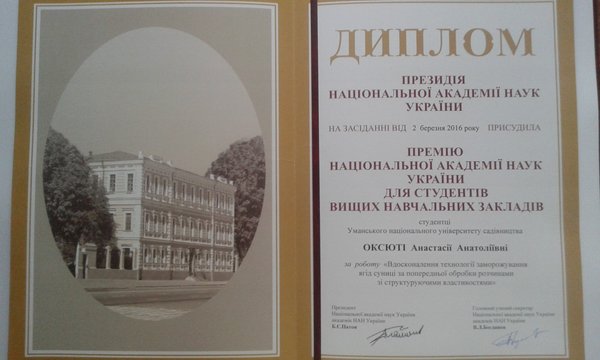 ДИПЛОМ
ПРЕЗИДІЯ
НАЦІОНАЛЬНОЇ АКАДЕМІЇ НАУК
УКРАЇНИ
НА ЗАСІДАННІ ВІД 2 березня 2016 року ПРИСУДИЛА
ПРЕМІЮ
НАЦІОНАЛЬНОЇ АКАДЕМІЇ НАУК
УКРАЇНИ
ДЛЯ СТУДЕНТІВ
ВИЩИХ НАВЧАЛЬНИХ ЗАКЛАДІВ
студентці
Уманського національного університету садівництва
ОКСЮТІ Анастасії Анатоліївні
за роботу «Вдосконалення технології заморожування
ягід суниці за попередньої обробки розчинами
зі структуруючими властивостями»
Президент
Національної академії наук України
академік НАН України
Б.Є.Патон
Головний учений секретар
Національної академії наук України
академік НАН України
В.Л.Богданов